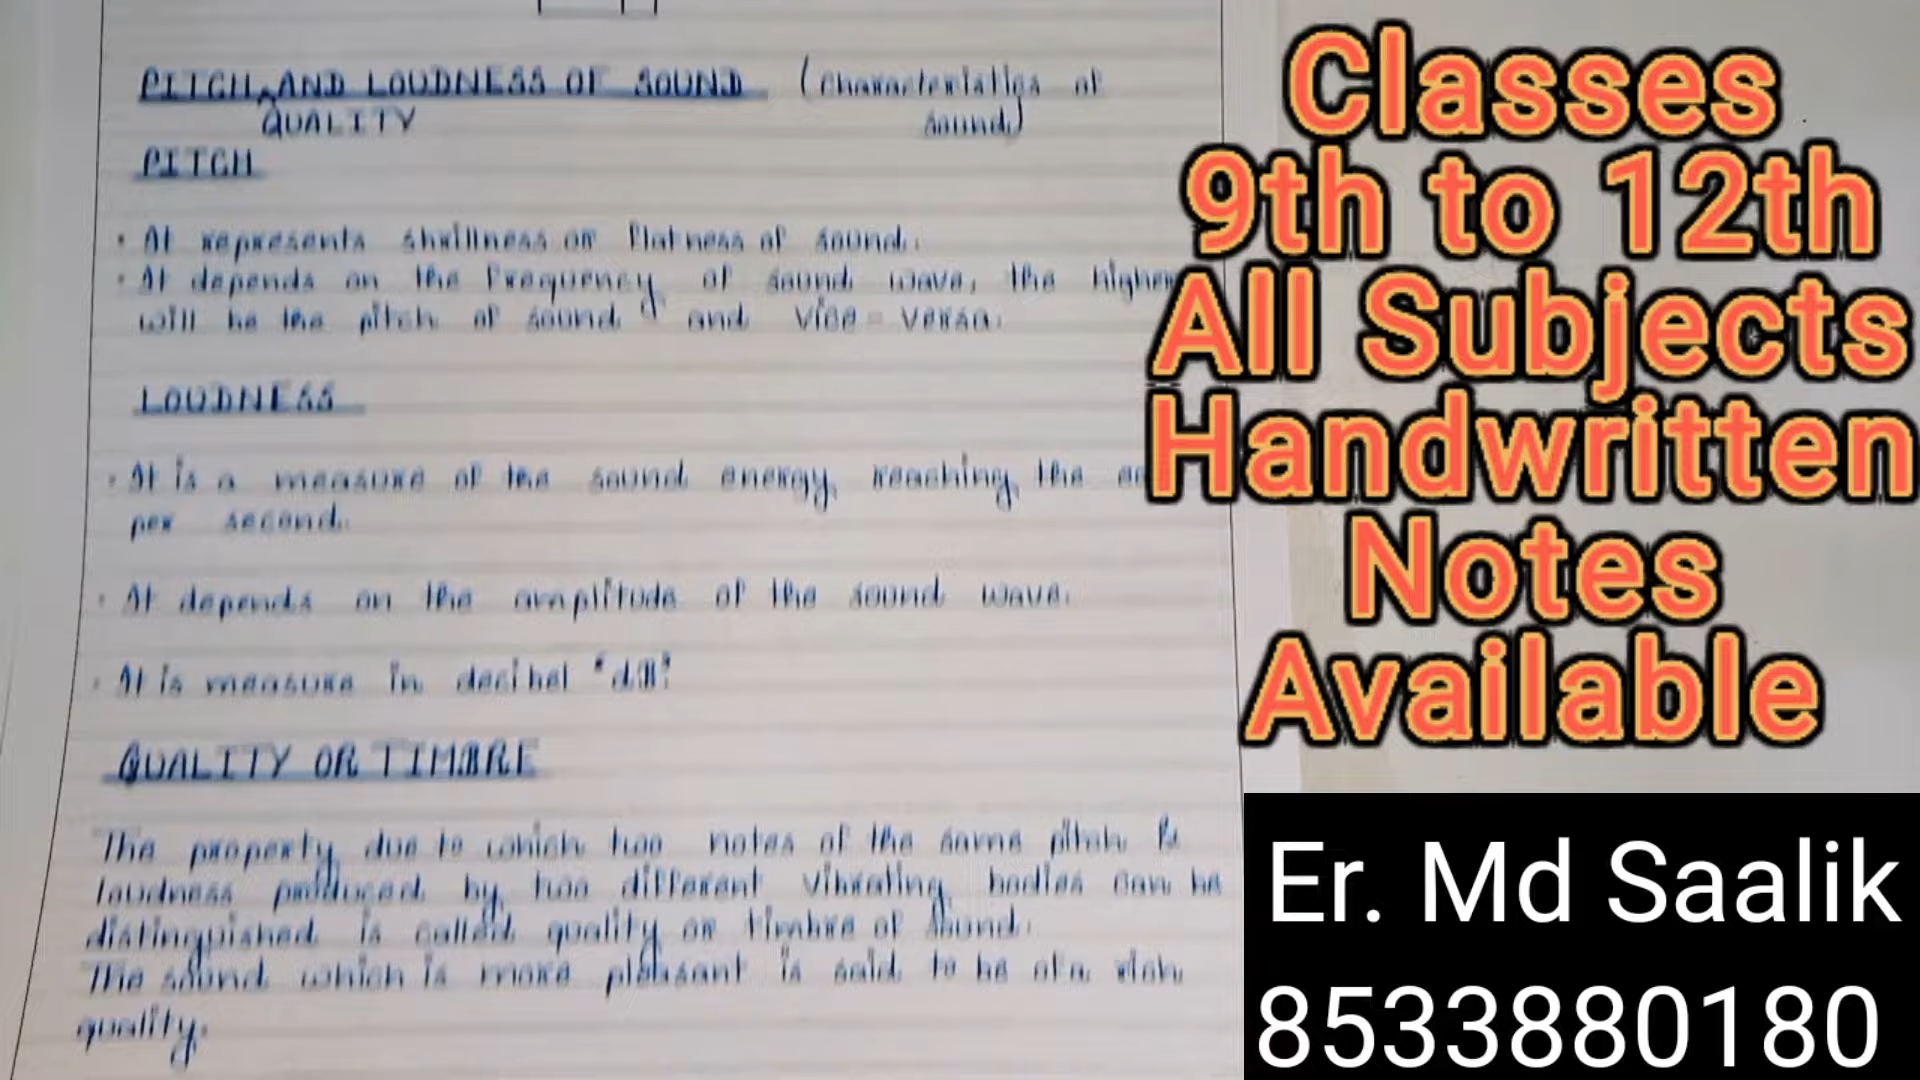 PITCH, AND LOUDNESS OF SOUND (Characteristics of
QUALITY sound)
PITCH
• It represents shrillness or flatness of sound.
• It depends on the frequency of sound wave, the higher
will be the pitch of sound and vice-versa.
LOUDNESS
• It is a measure of the sound energy reaching the
per second.
• It depends on the amplitude of the sound wave.
• It is measure in decibel "dB"
QUALITY OR TIMBRE
The property due to which two notes of the same pitch &
loudness produced by two different vibrating bodies can be
distinguished is called quality or timbre of sound.
The sound which is more pleasant is said to be of a rich
quality.
Classes
9th to 12th
All Subjects
Handwritten
Notes
Available
Er. Md Saalik
8533880180